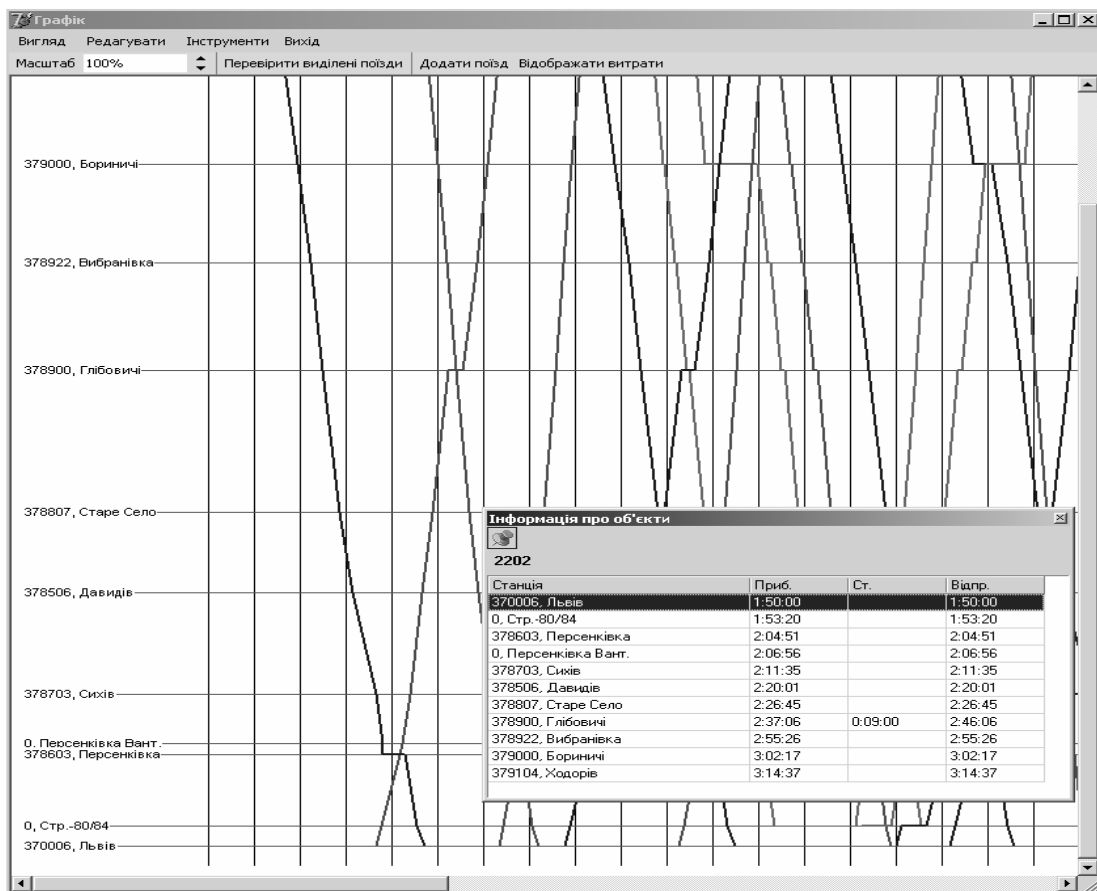 Графік
Вигляд Редагувати Інструменти Вихід
Масштаб 100% Перевірити виділені поїзди Додати поїзд Відображати витрати
379000, Бориничі
378922, Вибранівка
378900, Глібовичі
378807, Старе Село
378506, Давидів
378703, Сихів
0, Персенківка Вант.
378603, Персенківка
0, Стр.-80/84
370006, Львів
Інформація про об'єкти
2202
Станція Приб. Ст. Відпр.
370006, Львів 1:50:00 1:50:00
0, Стр.-80/84 1:53:20 1:53:20
378603, Персенківка 2:04:51 2:04:51
0, Персенківка Вант. 2:06:56 2:06:56
378703, Сихів 2:11:35 2:11:35
378506, Давидів 2:20:01 2:20:01
378807, Старе Село 2:26:45 2:26:45
378900, Глібовичі 2:37:06 0:09:00 2:46:06
378922, Вибранівка 2:55:26 2:55:26
379000, Бориничі 3:02:17 3:02:17
379104, Ходорів 3:14:37 3:14:37